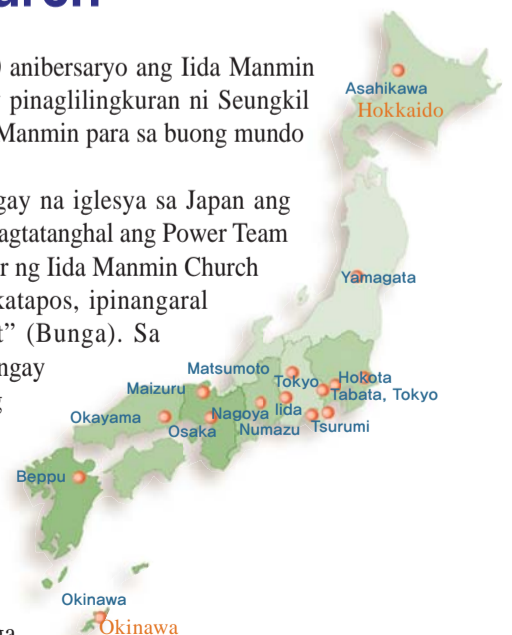 ) anibersaryo ang Iida Manmin
pinaglilingkuran ni Seungkil
Manmin para sa buong mundo
gay na iglesya sa Japan ang
agtatanghal ang Power Team
r ng Iida Manmin Church
katapos, ipinangaral
t” (Bunga). Sa
ngay
Asahikawa
Hokkaido
Yamagata
Matsumoto
Hokota
Tokyo
Maizuru
Tabata, Tokyo
Iida
Nagoya
Okayama
Tsurumi
Osaka
Numazu
Beppu
Okinawa
Okinawa
ga